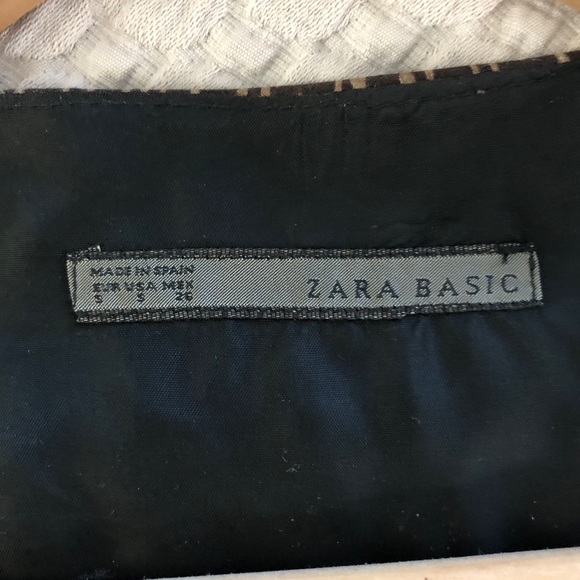 MADE IN SPAIN
EUR USA MEX
S S 26
ZARA BASIC